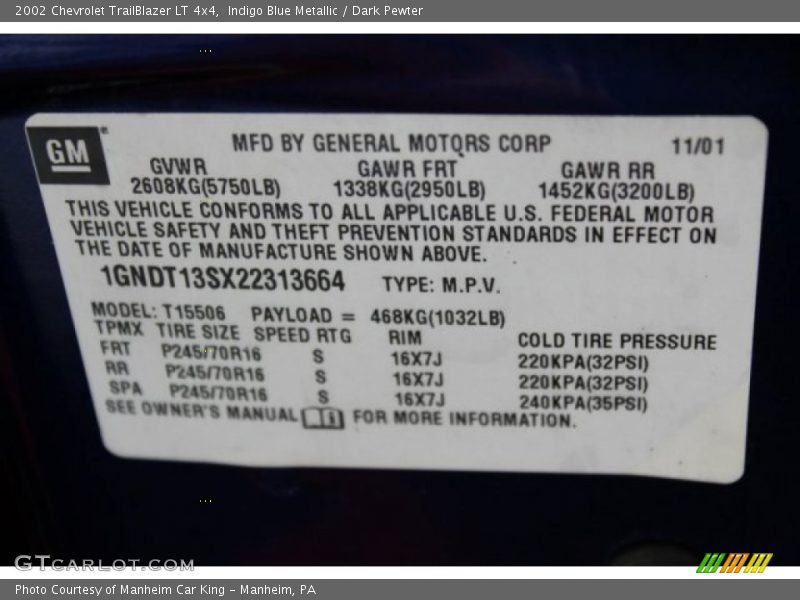 2002 Chevrolet TrailBlazer LT 4x4, Indigo Blue Metallic / Dark Pewter
GM
MFD BY GENERAL MOTORS CORP 11/01
GVWR GAWR FRT GAWR RR
2608KG(5750LB) 1338KG(2950LB) 1452KG(3200LB)
THIS VEHICLE CONFORMS TO ALL APPLICABLE U.S. FEDERAL MOTOR
VEHICLE SAFETY AND THEFT PREVENTION STANDARDS IN EFFECT ON
THE DATE OF MANUFACTURE SHOWN ABOVE.
1GNDT13SX22313664 TYPE: M.P.V.
MODEL: T15506 PAYLOAD = 468KG(1032LB)
TPMX TIRE SIZE SPEED RTG RIM COLD TIRE PRESSURE
FRT P245/70R16 S 16X7J 220KPA(32PSI)
RR P245/70R16 S 16X7J 220KPA(32PSI)
SPA P245/70R16 S 16X7J 240KPA(35PSI)
SEE OWNER'S MANUAL FOR MORE INFORMATION.
GTCARLOT.COM
Photo Courtesy of Manheim Car King - Manheim, PA